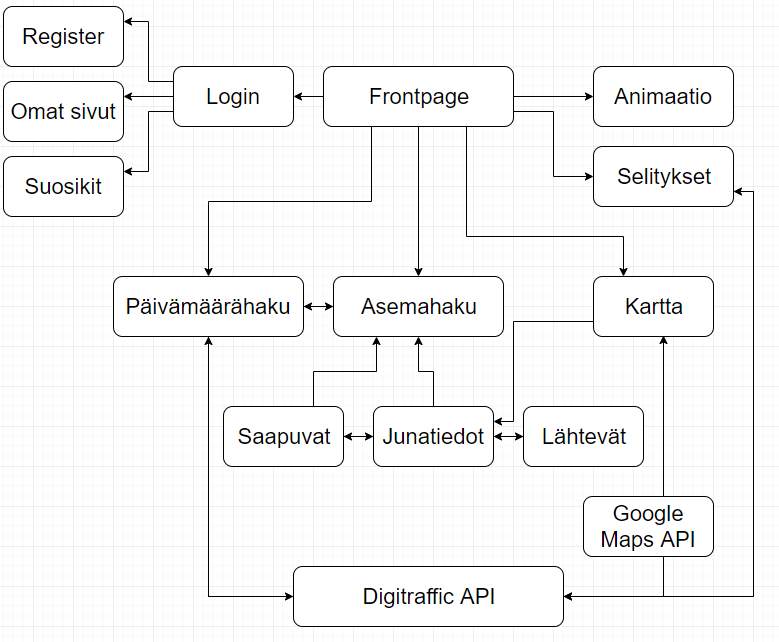 Register
Login
Frontpage
Animaatio
Omat sivut
Suosikit
Selitykset
Päivämäärähaku
Asemahaku
Kartta
Saapuvat
Junatiedot
Lähtevät
Google
Maps API
Digitraffic API